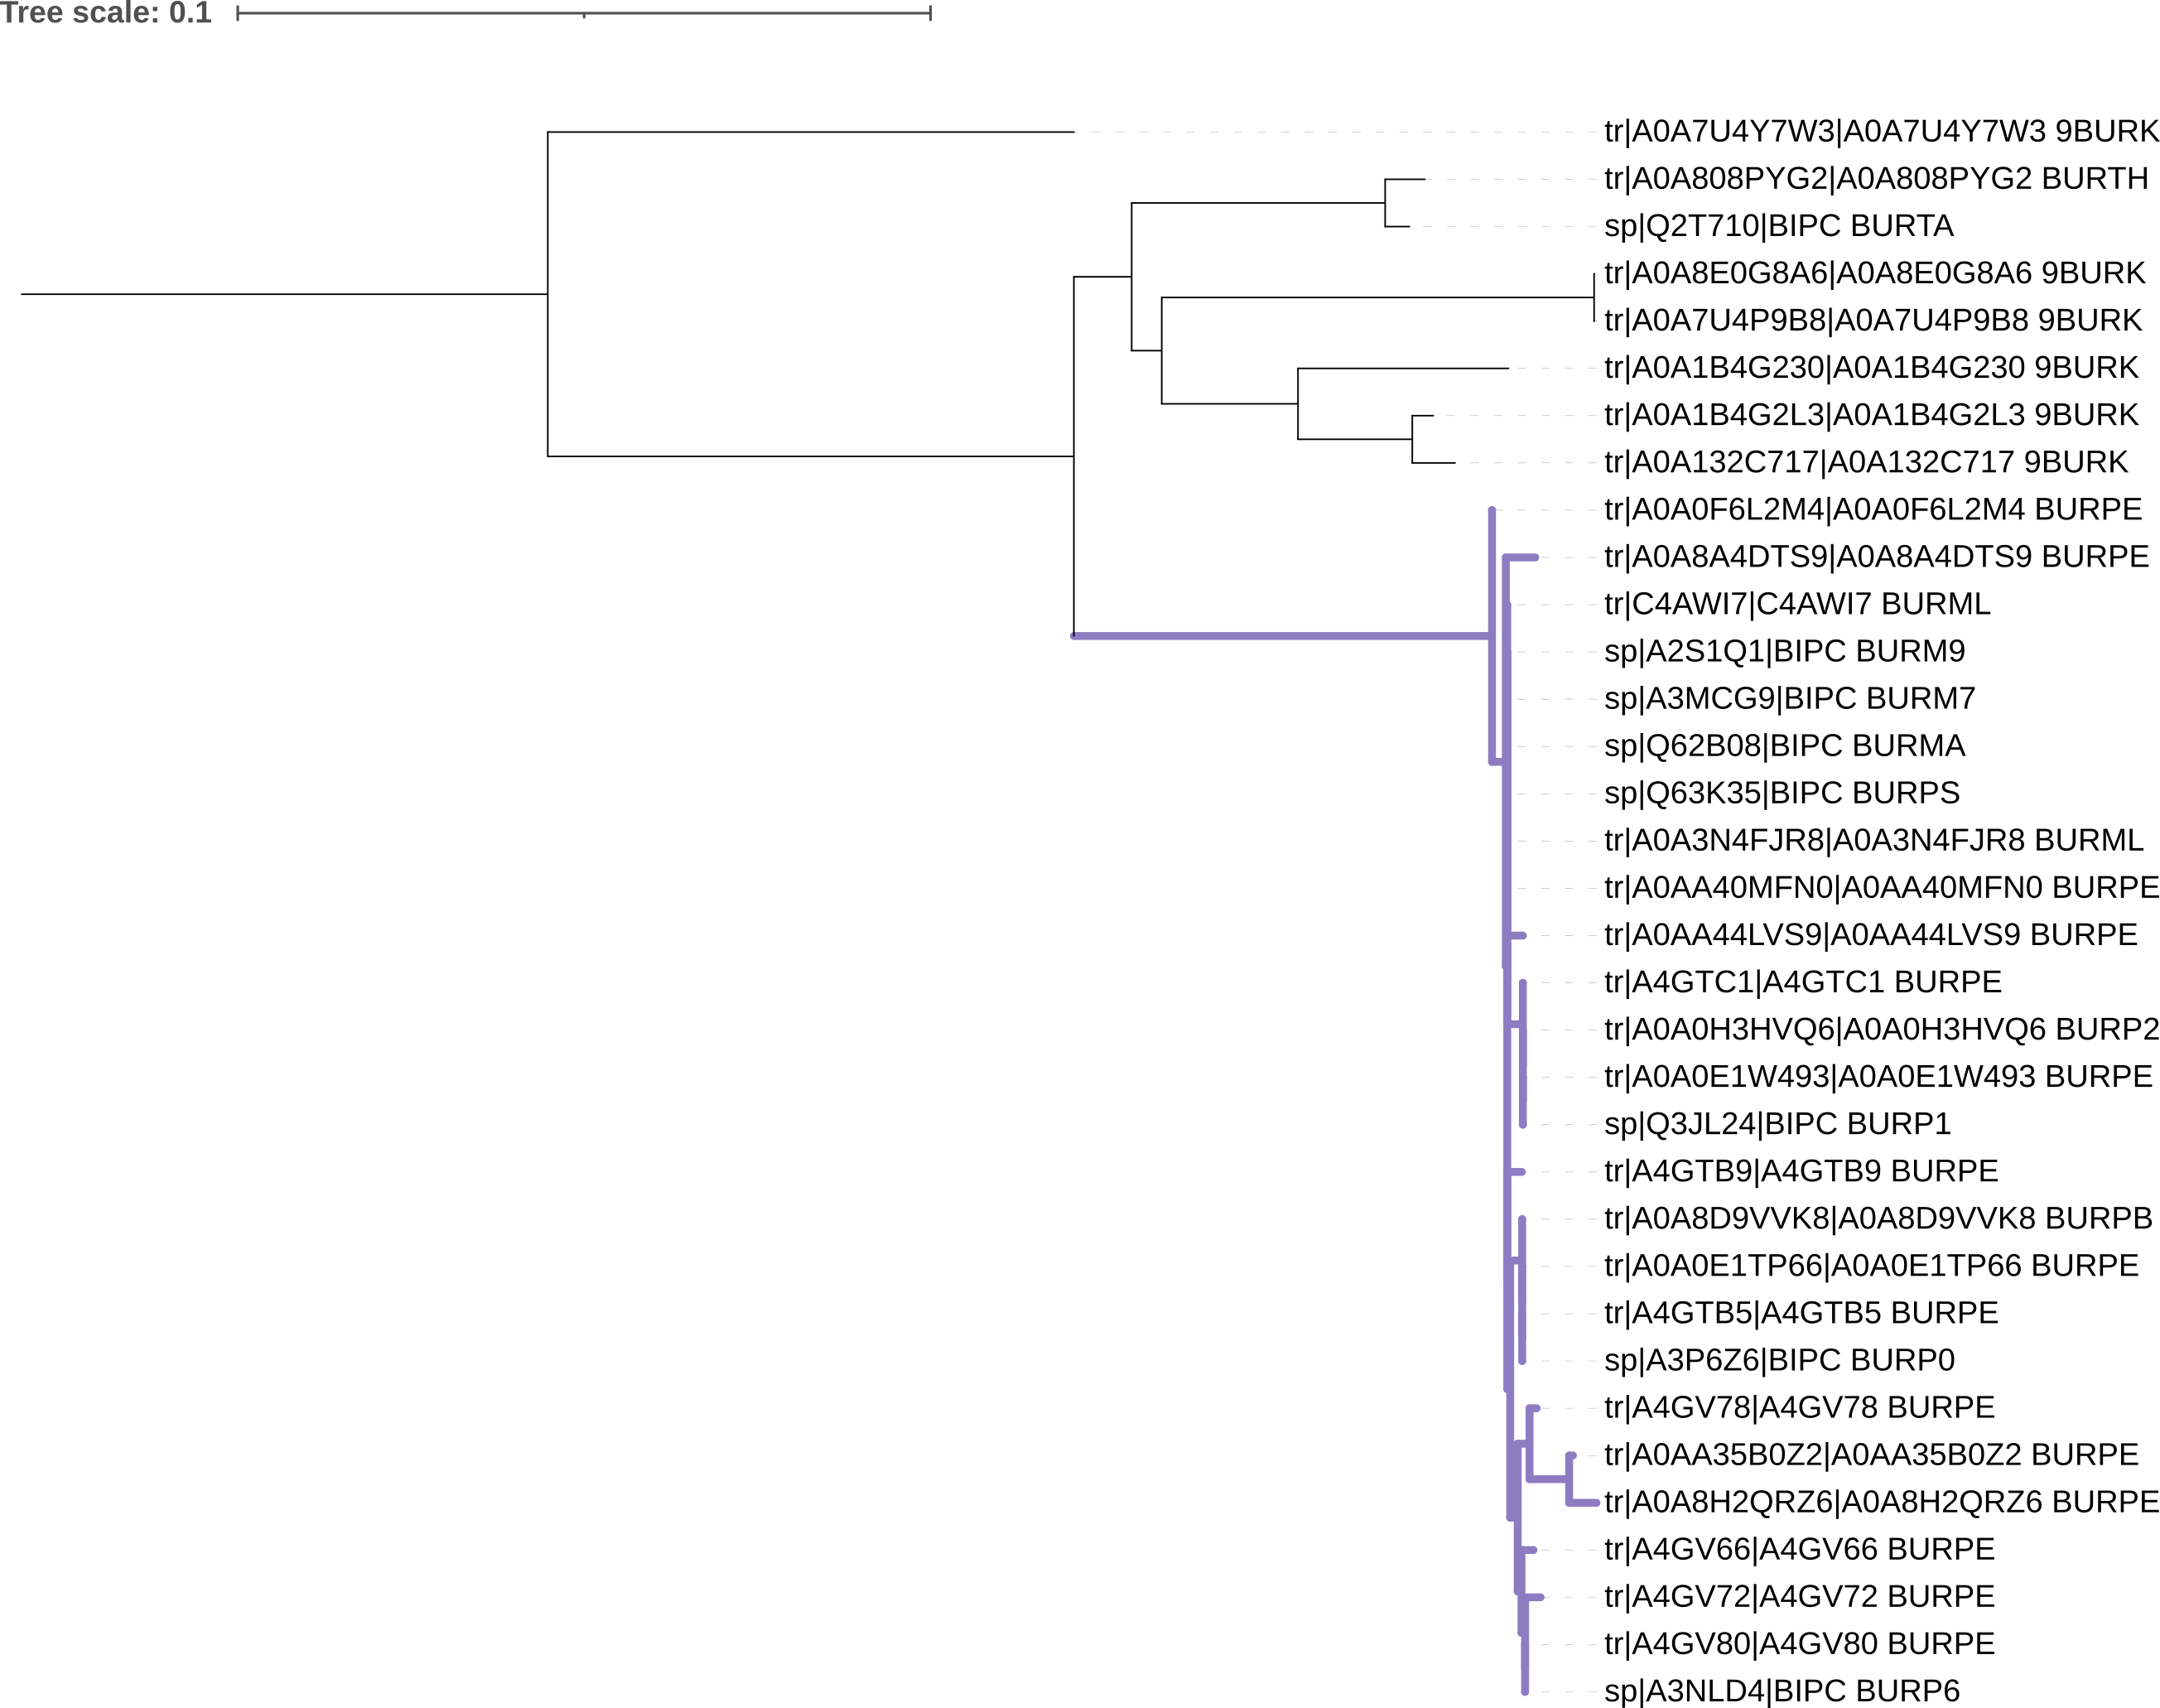 Tree scale: 0.1
tr|A0A7U4Y7W3|A0A7U4Y7W3 9BURK
tr|A0A808PYG2|A0A808PYG2 BURTH
sp|Q2T710|BIPC BURTA
tr|A0A8E0G8A6|A0A8E0G8A6 9BURK
tr|A0A7U4P9B8|A0A7U4P9B8 9BURK
tr|A0A1B4G230|A0A1B4G230 9BURK
tr|A0A1B4G2L3|A0A1B4G2L3 9BURK
tr|A0A132C717|A0A132C717 9BURK
tr|A0A0F6L2M4|A0A0F6L2M4 BURPE
tr|A0A8A4DTS9|A0A8A4DTS9 BURPE
tr|C4AWI7|C4AWI7 BURML
sp|A2S1Q1|BIPC BURM9
sp|A3MCG9|BIPC BURM7
sp|Q62B08|BIPC BURMA
sp|Q63K35|BIPC BURPS
tr|A0A3N4FJR8|A0A3N4FJR8 BURML
tr|A0AA40MFN0|A0AA40MFN0 BURPE
tr|A0AA44LVS9|A0AA44LVS9 BURPE
tr|A4GTC1|A4GTC1 BURPE
tr|A0A0H3HVQ6|A0A0H3HVQ6 BURP2
tr|A0A0E1W493|A0A0E1W493 BURPE
sp|Q3JL24|BIPC BURP1
tr|A4GTB9|A4GTB9 BURPE
tr|A0A8D9VVK8|A0A8D9VVK8 BURPB
tr|A0A0E1TP66|A0A0E1TP66 BURPE
tr|A4GTB5|A4GTB5 BURPE
sp|A3P6Z6|BIPC BURP0
tr|A4GV78|A4GV78 BURPE
tr|A0AA35B0Z2|A0AA35B0Z2 BURPE
tr|A0A8H2QRZ6|A0A8H2QRZ6 BURPE
tr|A4GV66|A4GV66 BURPE
tr|A4GV72|A4GV72 BURPE
tr|A4GV80|A4GV80 BURPE
sp|A3NLD4|BIPC BURP6